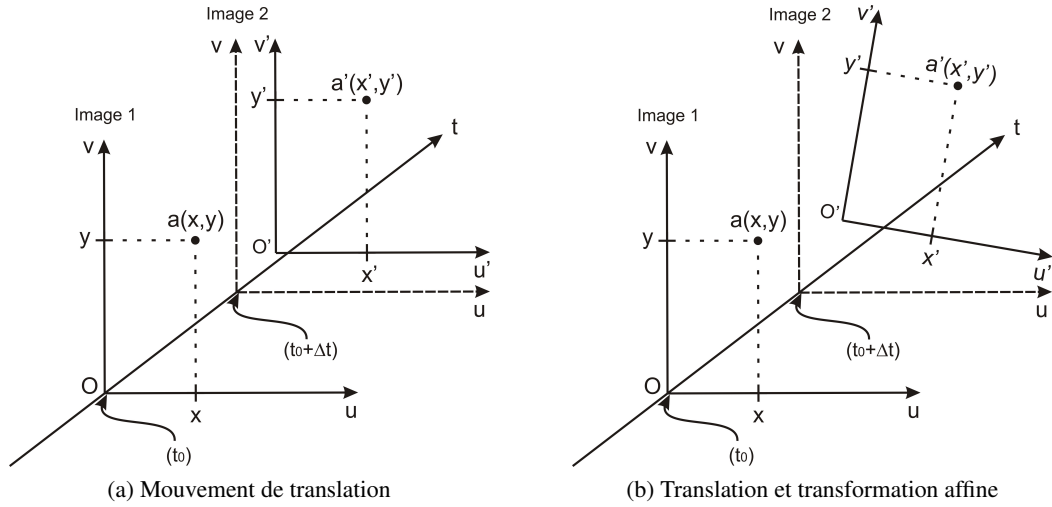 Image 2
v
v'
a'(x',y')
y'
Image 1
v
t
a(x,y)
y
O'
u'
x'
u
(t0+Δt)
O
x
u
(t0)
(a) Mouvement de translation
Image 2
v'
v
y'
a'(x',y')
Image 1
v
t
a(x,y)
O'
y
x'
u'
u
(t0+Δt)
O
x
u
(t0)
(b) Translation et transformation affine